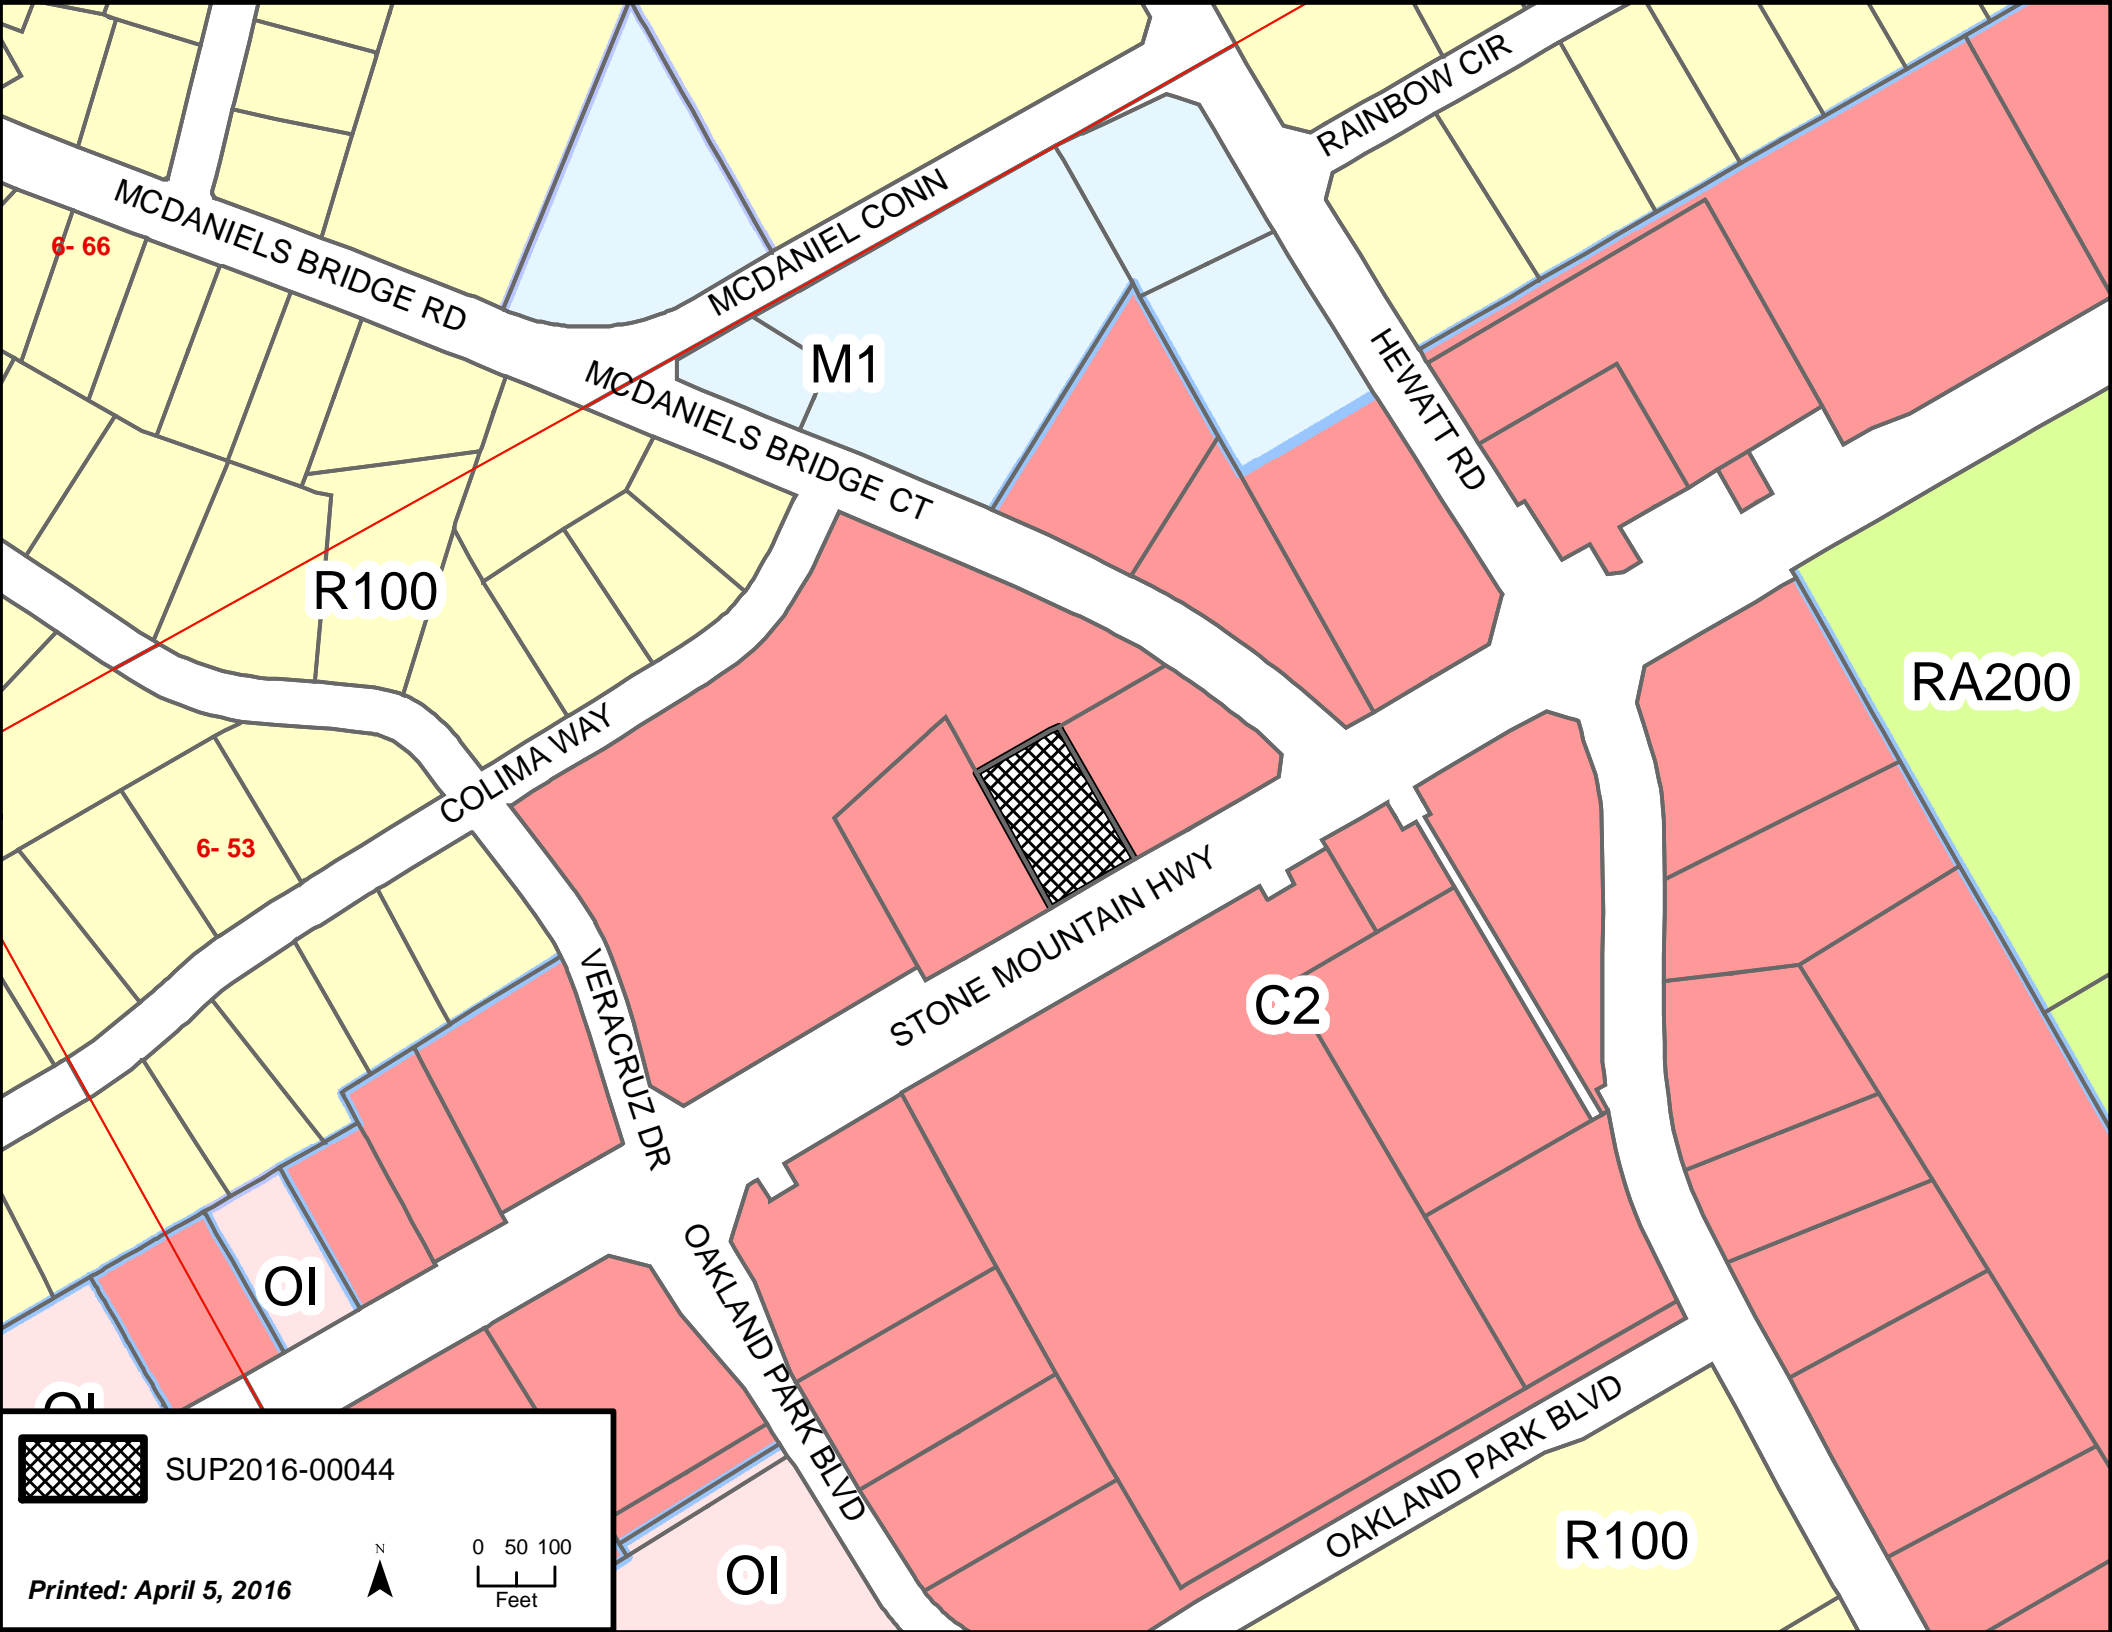 RAINBOW CIR
MCDANIELS BRIDGE RD
MCDANIEL CONN
6- 66
M1
HEWATT RD
MCDANIELS BRIDGE CT
R100
RA200
COLIMA WAY
6- 53
STONE MOUNTAIN HWY
C2
VERACRUZ DR
OI
OAKLAND PARK BLVD
OI
OAKLAND PARK BLVD
R100
OI
SUP2016-00044
N
0 50 100
Feet
Printed: April 5, 2016